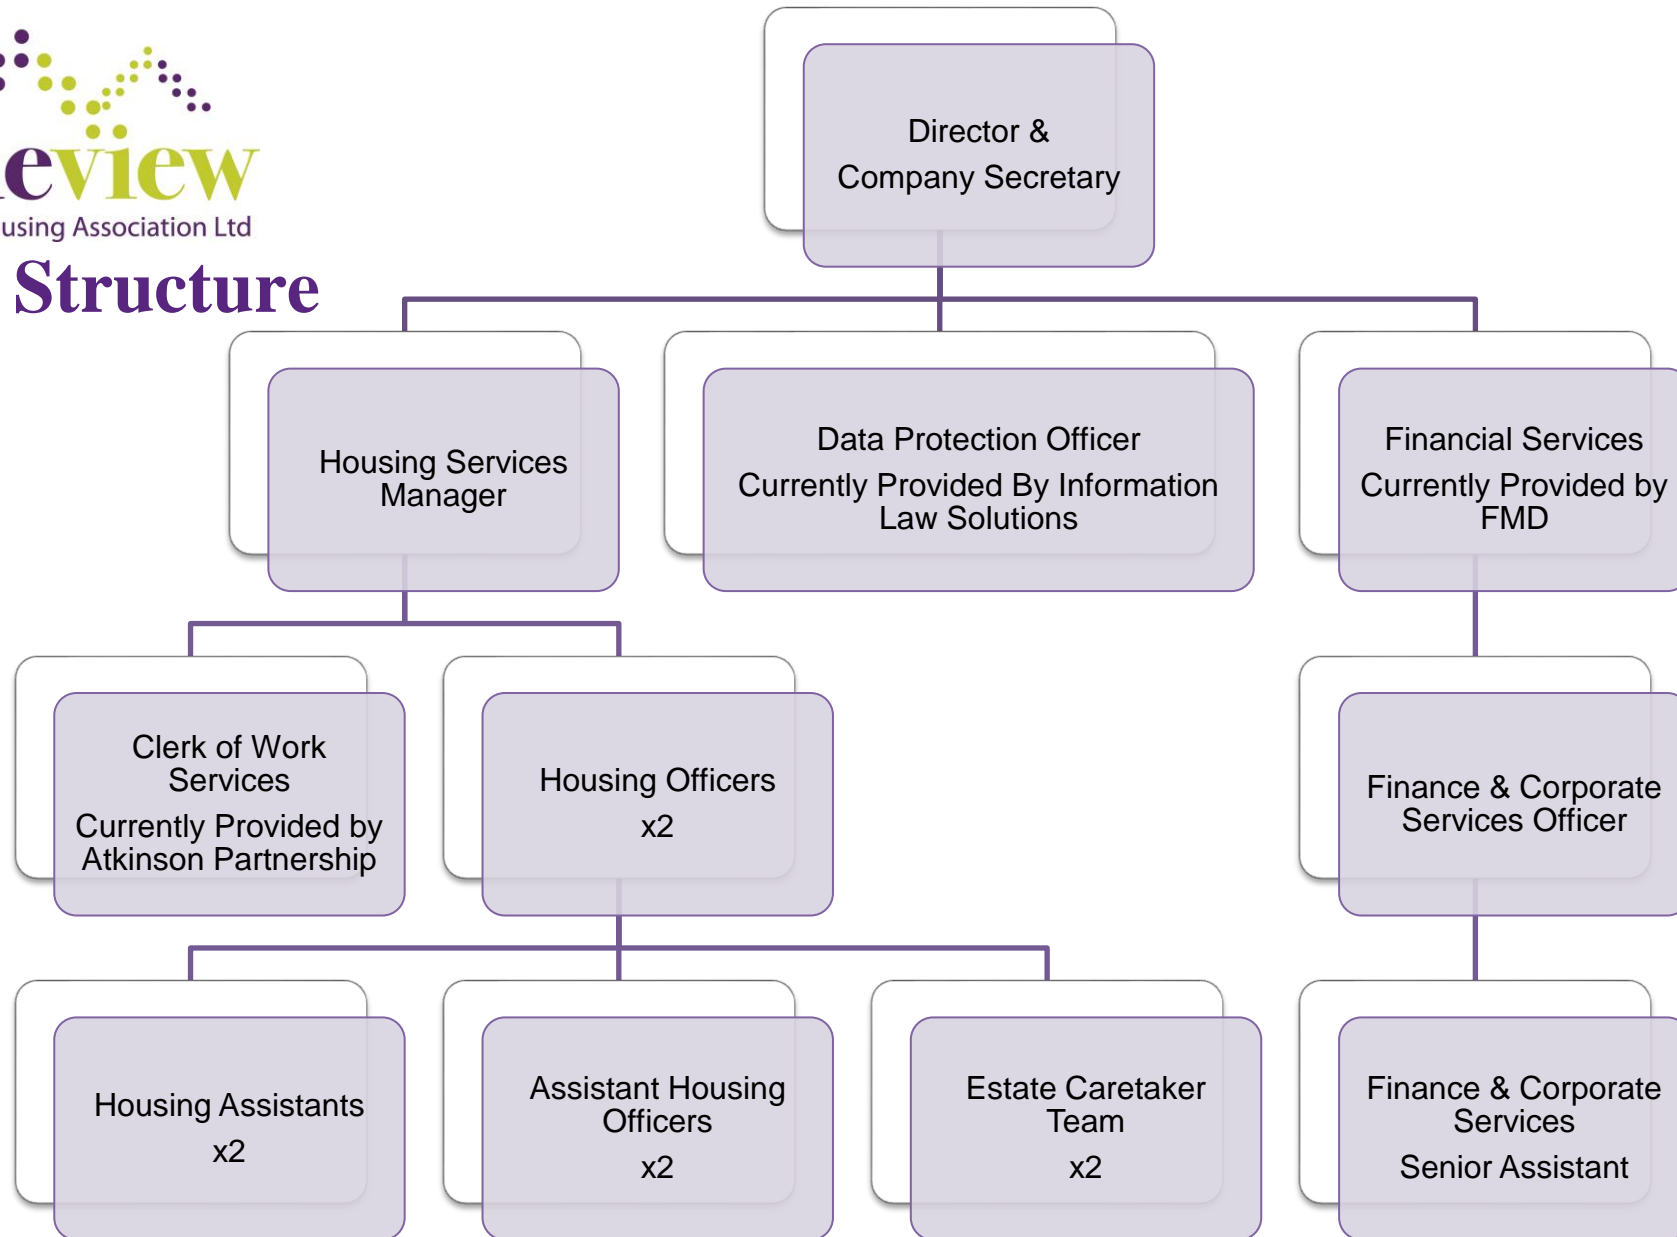 eview
using Association Ltd
Structure
Director &
Company Secretary
Housing Services
Manager
Data Protection Officer
Currently Provided By Information
Law Solutions
Financial Services
Currently Provided by
FMD
Clerk of Work
Services
Currently Provided by
Atkinson Partnership
Housing Officers
x2
Finance & Corporate
Services Officer
Housing Assistants
x2
Assistant Housing
Officers
x2
Estate Caretaker
Team
x2
Finance & Corporate
Services
Senior Assistant